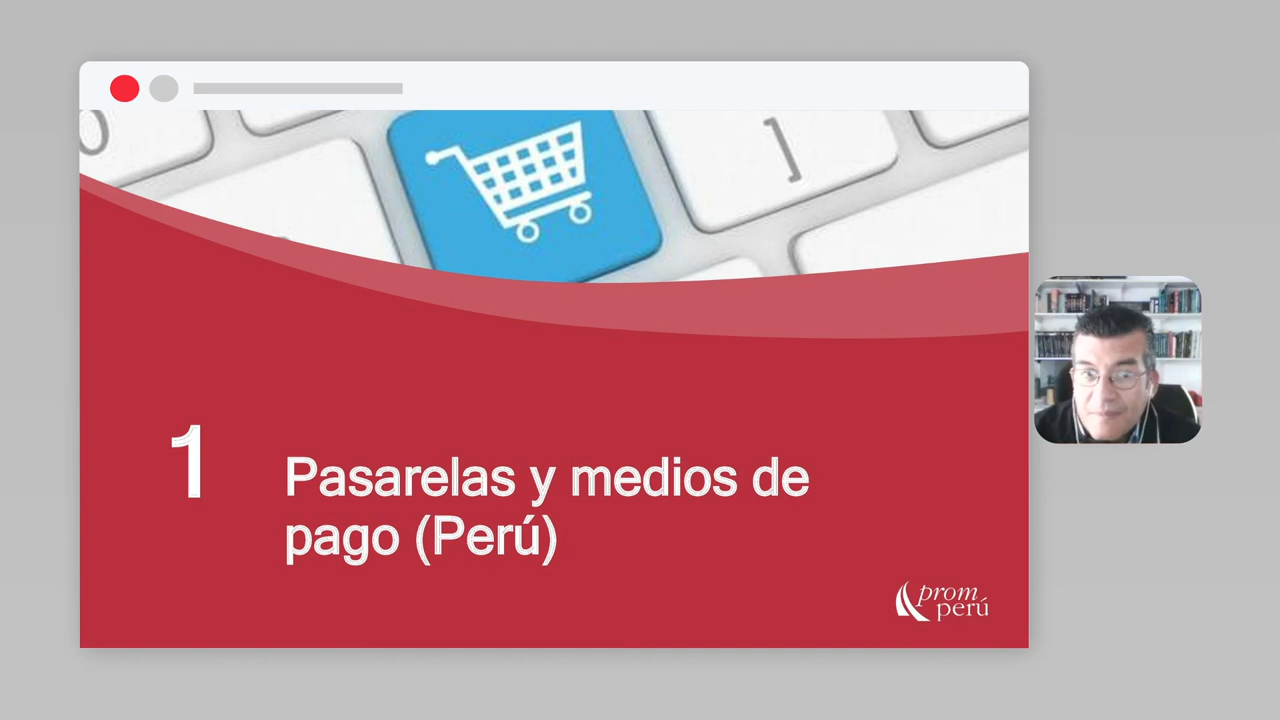 ]
1
Pasarelas y medios de
pago (Perú)
prom
perú